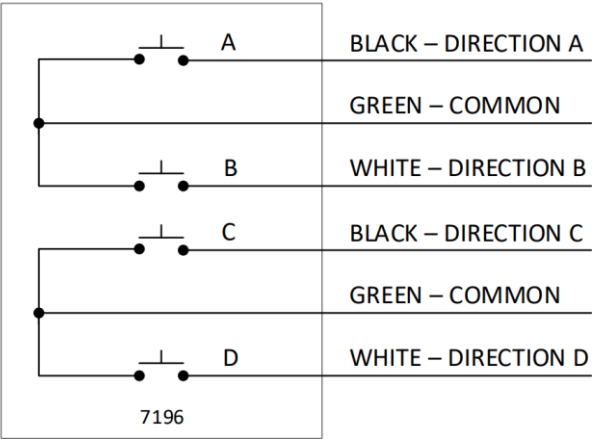 A BLACK – DIRECTION A
GREEN – COMMON
B WHITE – DIRECTION B
C BLACK – DIRECTION C
GREEN – COMMON
D WHITE – DIRECTION D
7196